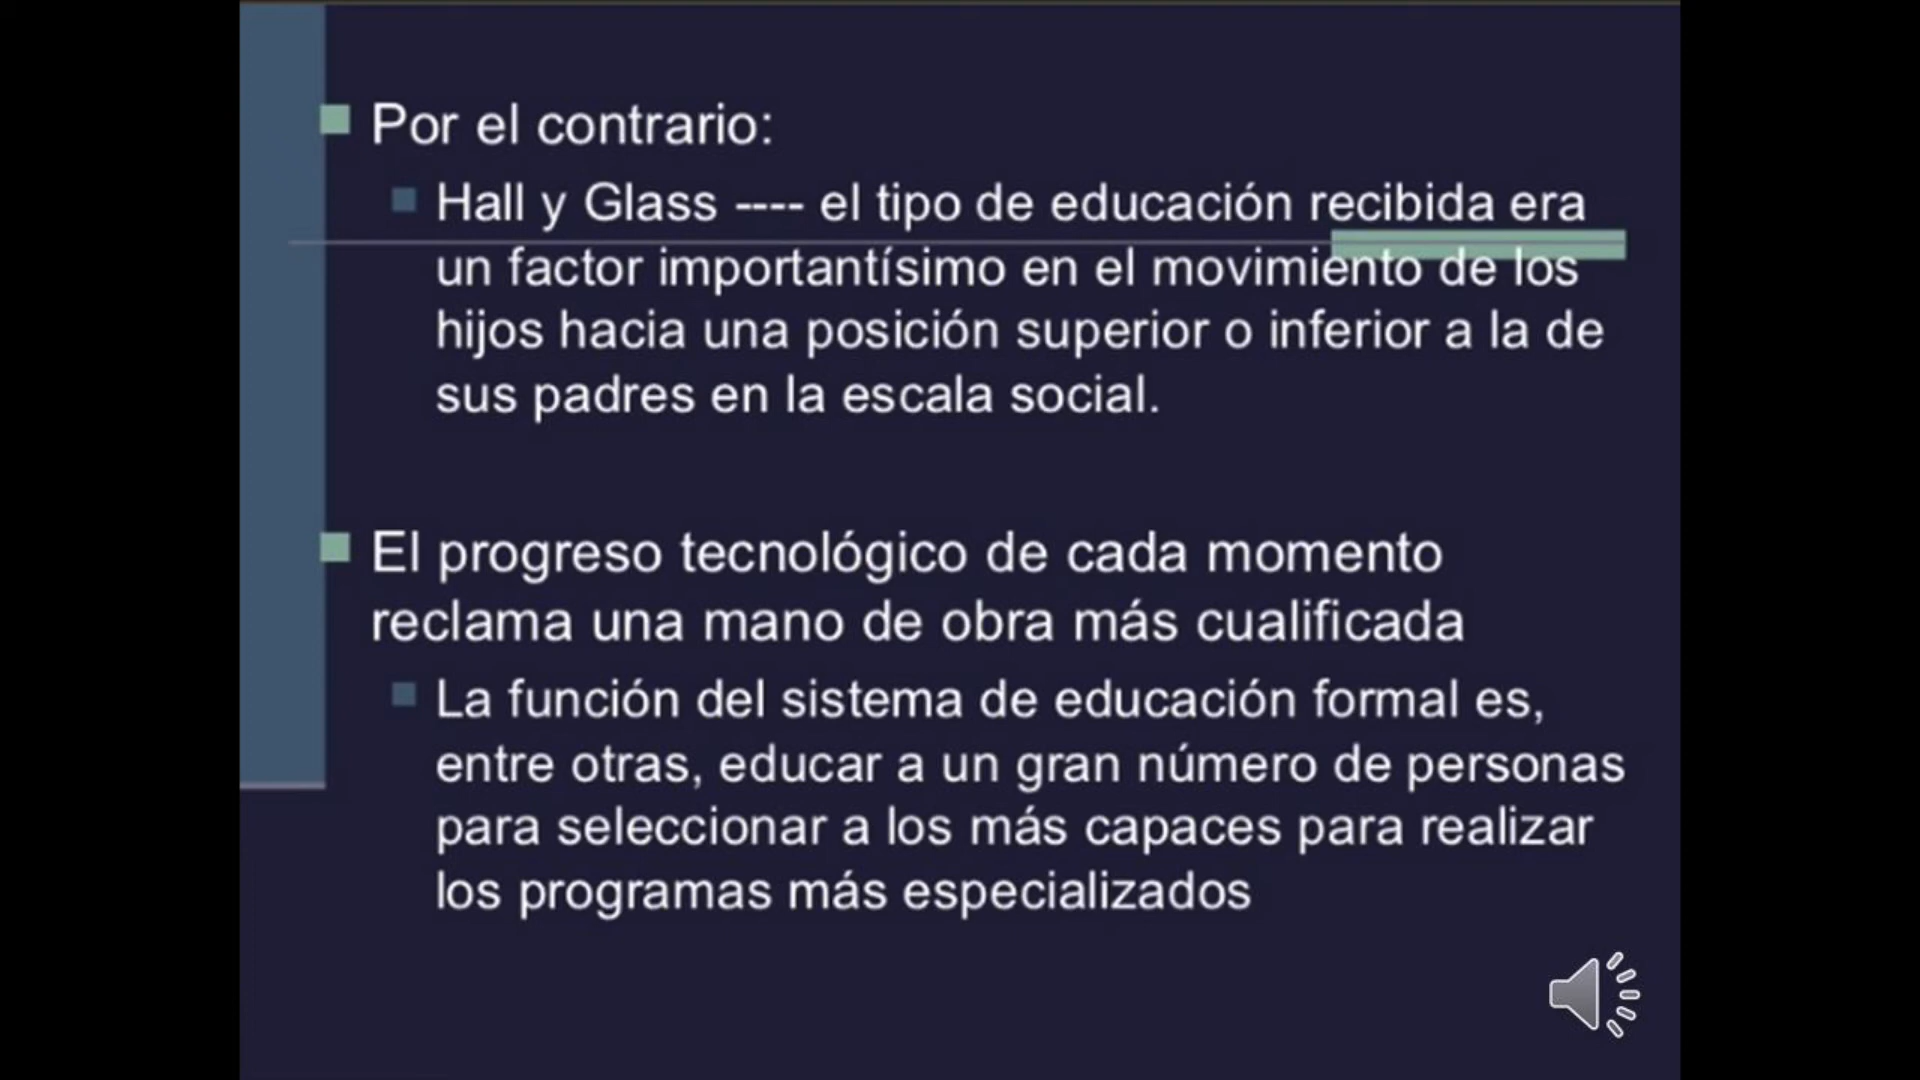 Por el contrario:
Hall y Glass ---- el tipo de educación recibida era
un factor importantísimo en el movimiento de los
hijos hacia una posición superior o inferior a la de
sus padres en la escala social.
El progreso tecnológico de cada momento
reclama una mano de obra más cualificada
La función del sistema de educación formal es,
entre otras, educar a un gran número de personas
para seleccionar a los más capaces para realizar
los programas más especializados